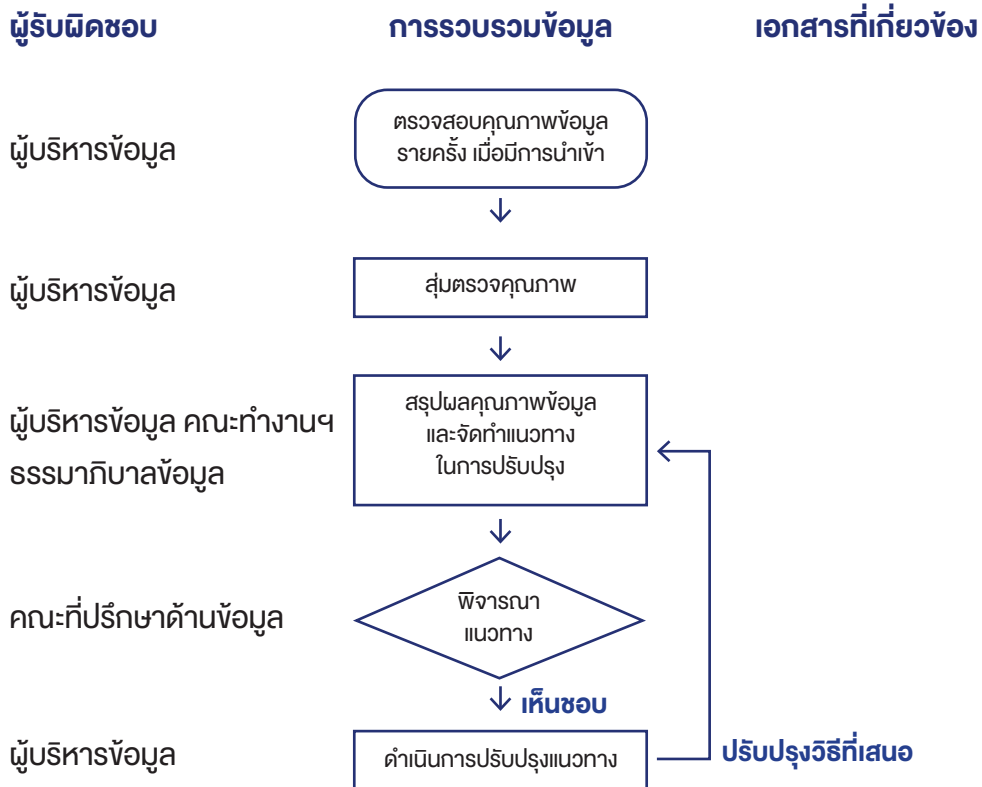 ผู้รับผิดชอบ การรวบรวมข้อมูล เอกสารที่เกี่ยวข้อง
ผู้บริหารข้อมูล
ตรวจสอบคุณภาพข้อมูล
รายครั้ง เมื่อมีการนำเข้า
ผู้บริหารข้อมูล
สุ่มตรวจคุณภาพ
ผู้บริหารข้อมูล คณะทำงานฯ
ธรรมาภิบาลข้อมูล
สรุปผลคุณภาพข้อมูล
และจัดทำแนวทาง
ในการปรับปรุง
คณะที่ปรึกษาด้านข้อมูล
พิจารณา
แนวทาง
เห็นชอบ
ผู้บริหารข้อมูล
ดำเนินการปรับปรุงแนวทาง
ปรับปรุงวิธีที่เสนอ